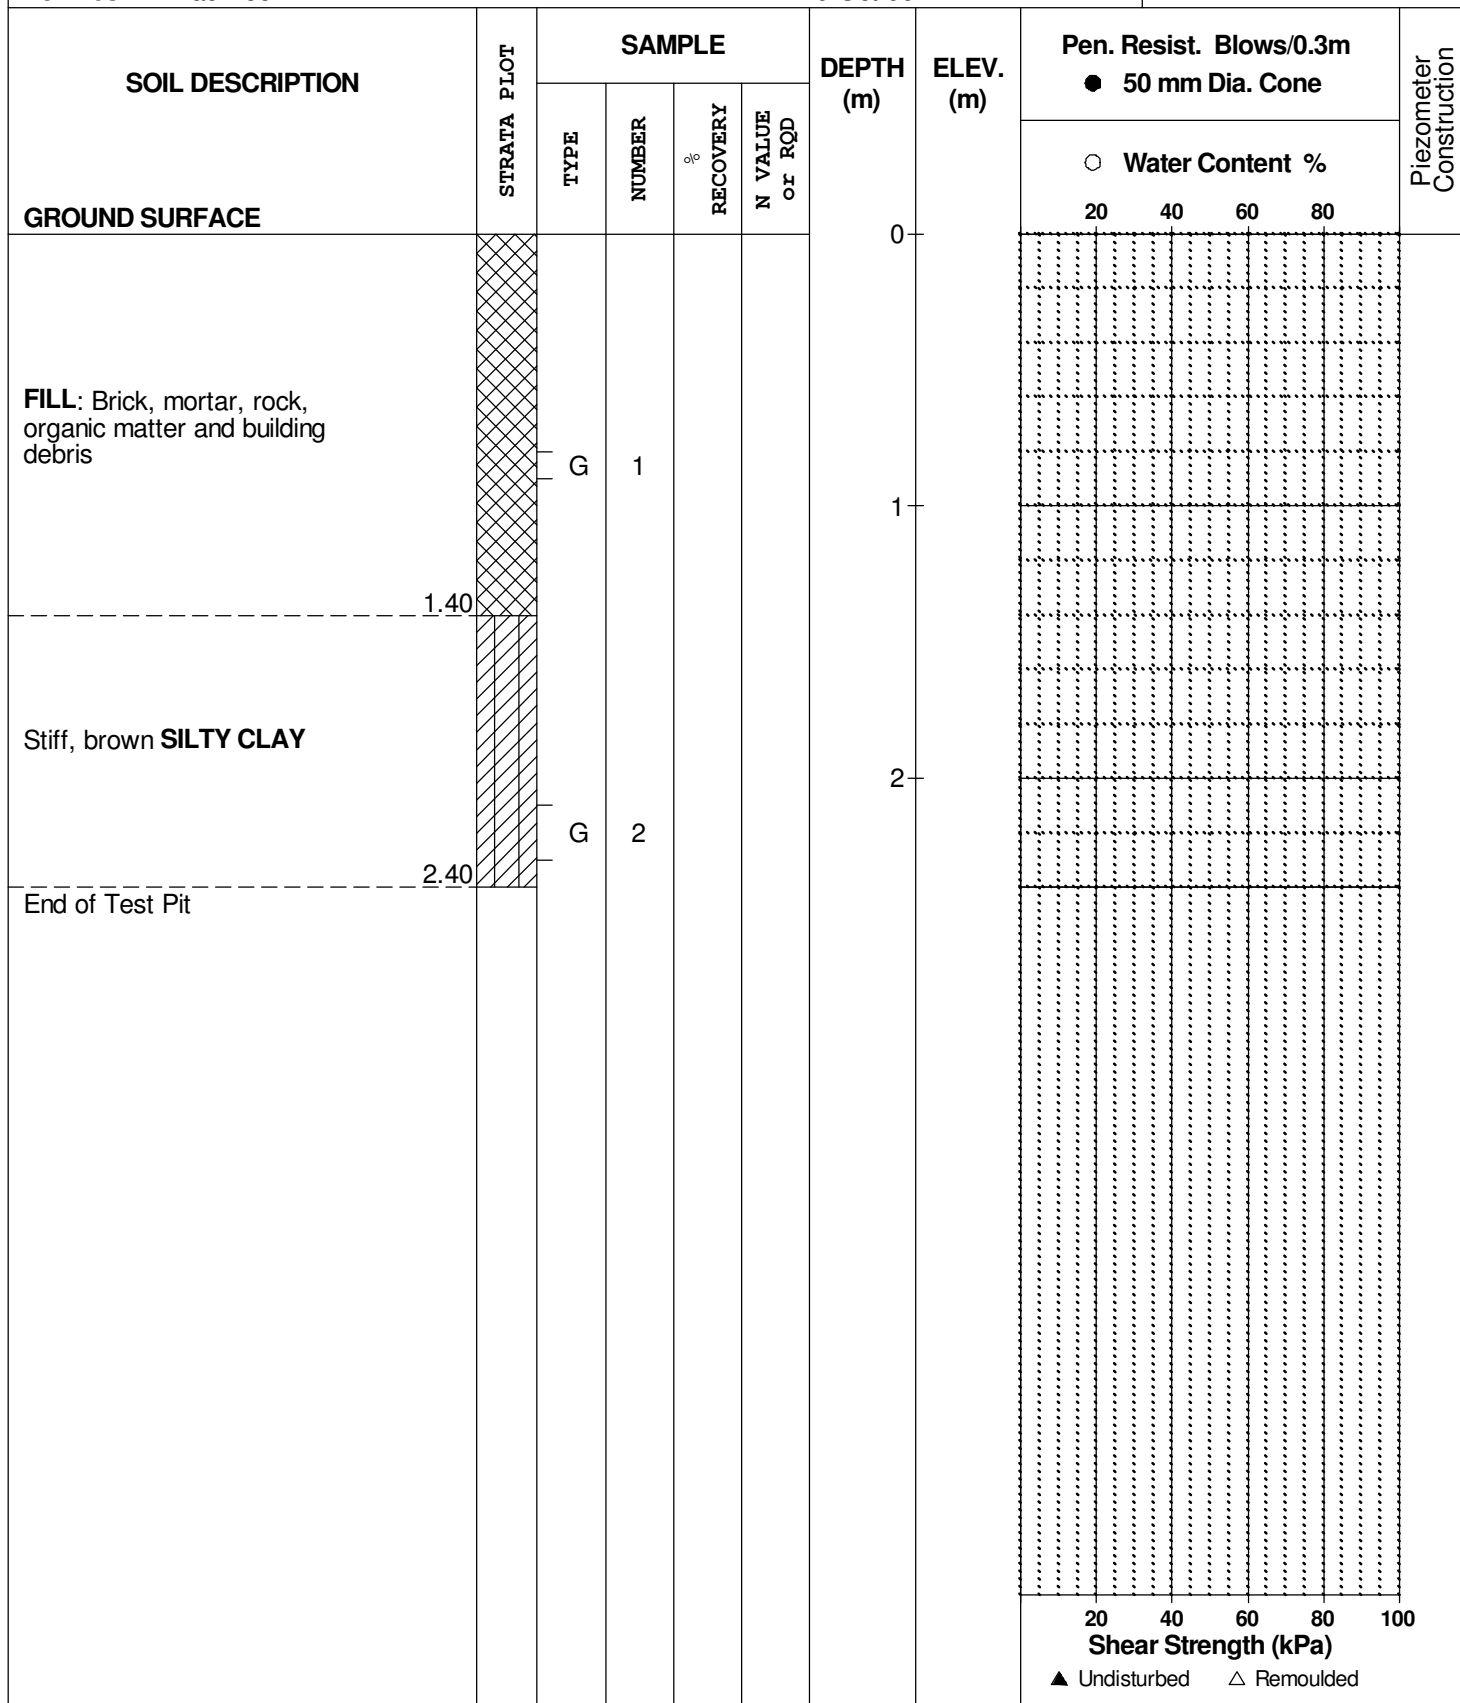 SOIL DESCRIPTION
GROUND SURFACE
STRATA PLOT
SAMPLE
TYPE
NUMBER
%
RECOVERY
N VALUE
or RQD
DEPTH
(m)
ELEV.
(m)
Pen. Resist. Blows/0.3m
● 50 mm Dia. Cone
○ Water Content %
20 40 60 80
Piezometer
Construction
0
FILL: Brick, mortar, rock,
organic matter and building
debris
G 1
1
1.40
Stiff, brown SILTY CLAY
2
G 2
2.40
End of Test Pit
20 40 60 80 100
Shear Strength (kPa)
▲ Undisturbed △ Remoulded